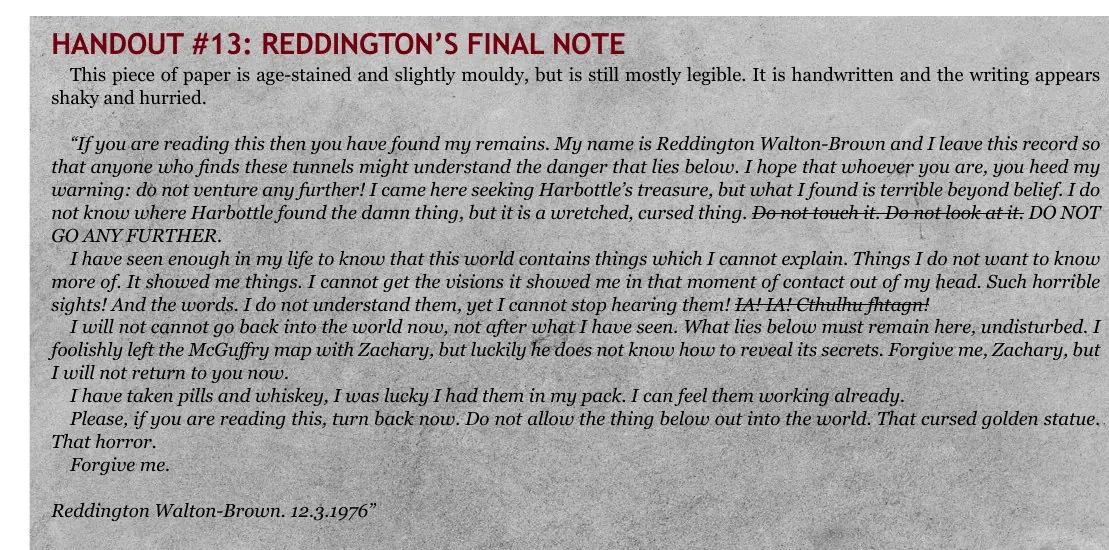 HANDOUT #13: REDDINGTON’S FINAL NOTE
This piece of paper is age-stained and slightly mouldy, but is still mostly legible. It is handwritten and the writing appears
shaky and hurried.
“If you are reading this then you have found my remains. My name is Reddington Walton-Brown and I leave this record so
that anyone who finds these tunnels might understand the danger that lies below. I hope that whoever you are, you heed my
warning: do not venture any further! I came here seeking Harbottle’s treasure, but what I found is terrible beyond belief. I do
not know where Harbottle found the damn thing, but it is a wretched, cursed thing. Do not touch it. Do not look at it. DO NOT
GO ANY FURTHER.
I have seen enough in my life to know that this world contains things which I cannot explain. Things I do not want to know
more of. It showed me things. I cannot get the visions it showed me in that moment of contact out of my head. Such horrible
sights! And the words. I do not understand them, yet I cannot stop hearing them! IA! IA! Cthulhu fhtagn!
I will not cannot go back into the world now, not after what I have seen. What lies below must remain here, undisturbed. I
foolishly left the McGuffry map with Zachary, but luckily he does not know how to reveal its secrets. Forgive me, Zachary, but
I will not return to you now.
I have taken pills and whiskey, I was lucky I had them in my pack. I can feel them working already.
Please, if you are reading this, turn back now. Do not allow the thing below out into the world. That cursed golden statue.
That horror.
Forgive me.
Reddington Walton-Brown. 12.3.1976”